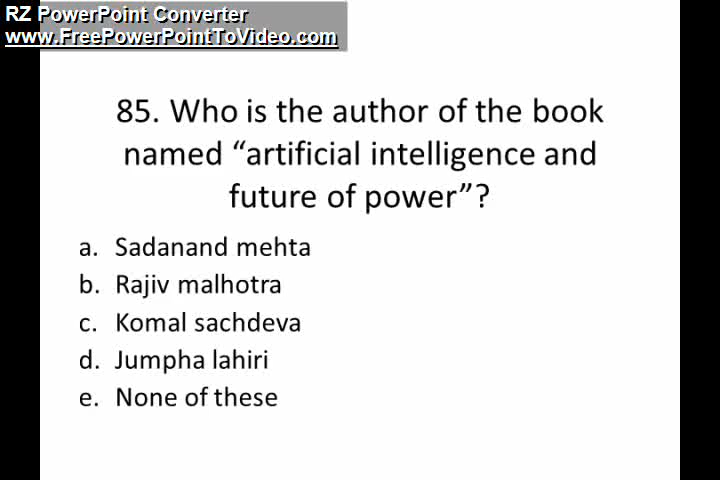 RZ PowerPoint Converter
www.FreePowerPointToVideo.com
85. Who is the author of the book
named “artificial intelligence and
future of power”?
a. Sadanand mehta
b. Rajiv malhotra
c. Komal sachdeva
d. Jumpha lahiri
e. None of these